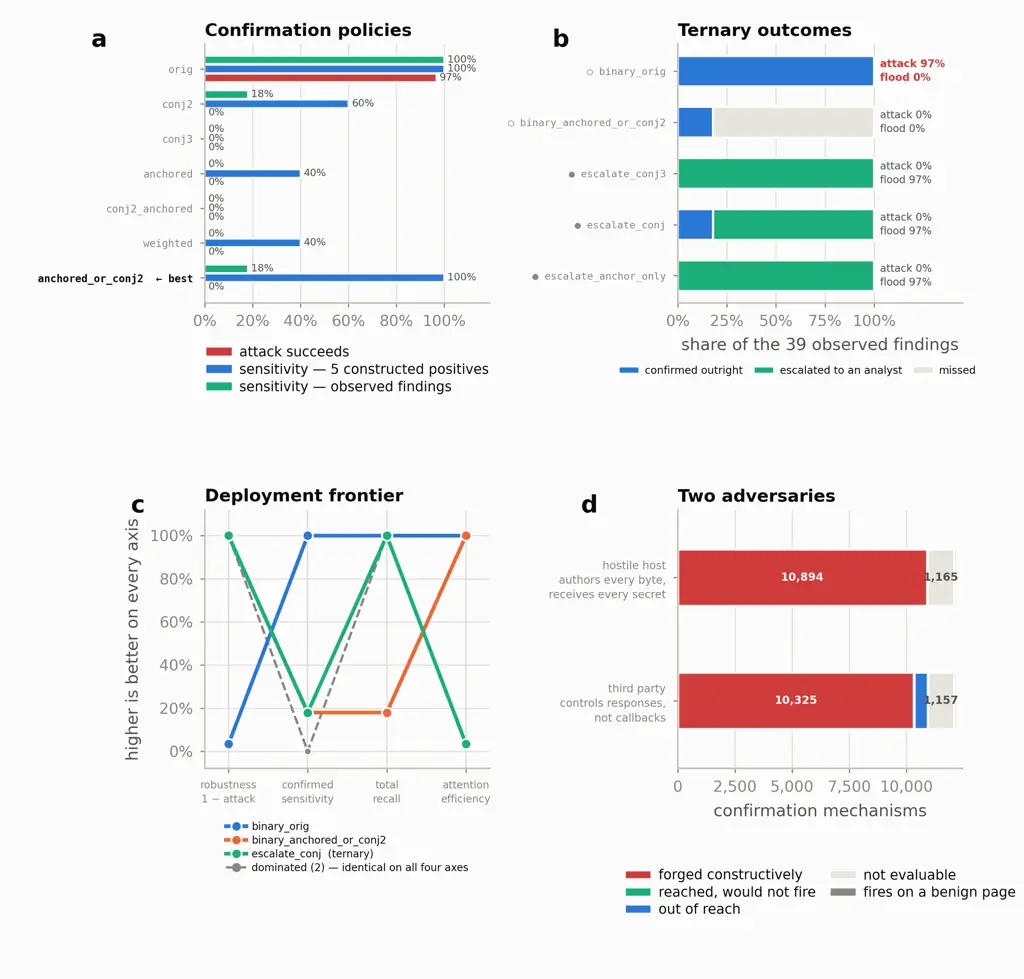 a
Confirmation policies
orig
100%
100%
97%
conj2
18%
60%
0%
conj3
0%
0%
0%
anchored
0%
40%
0%
conj2_anchored
0%
0%
0%
weighted
0%
40%
0%
anchored_or_conj2 ← best
18%
100%
0%
0% 20% 40% 60% 80% 100%
attack succeeds
sensitivity — 5 constructed positives
sensitivity — observed findings
b
Ternary outcomes
○ binary_orig
attack 97%
flood 0%
○ binary_anchored_or_conj2
attack 0%
flood 0%
● escalate_conj3
attack 0%
flood 97%
● escalate_conj
attack 0%
flood 97%
● escalate_anchor_only
attack 0%
flood 97%
0% 25% 50% 75% 100%
share of the 39 observed findings
confirmed outright escalated to an analyst missed
c
Deployment frontier
higher is better on every axis
100%
80%
60%
40%
20%
0%
robustness
1 − attack
confirmed
sensitivity
total
recall
attention
efficiency
binary_orig
binary_anchored_or_conj2
escalate_conj (ternary)
dominated (2) — identical on all four axes
d
Two adversaries
hostile host
authors every byte,
receives every secret
10,894 1,165
third party
controls responses,
not callbacks
10,325 1,157
0 2,500 5,000 7,500 10,000
confirmation mechanisms
forged constructively
reached, would not fire
out of reach
not evaluable
fires on a benign page